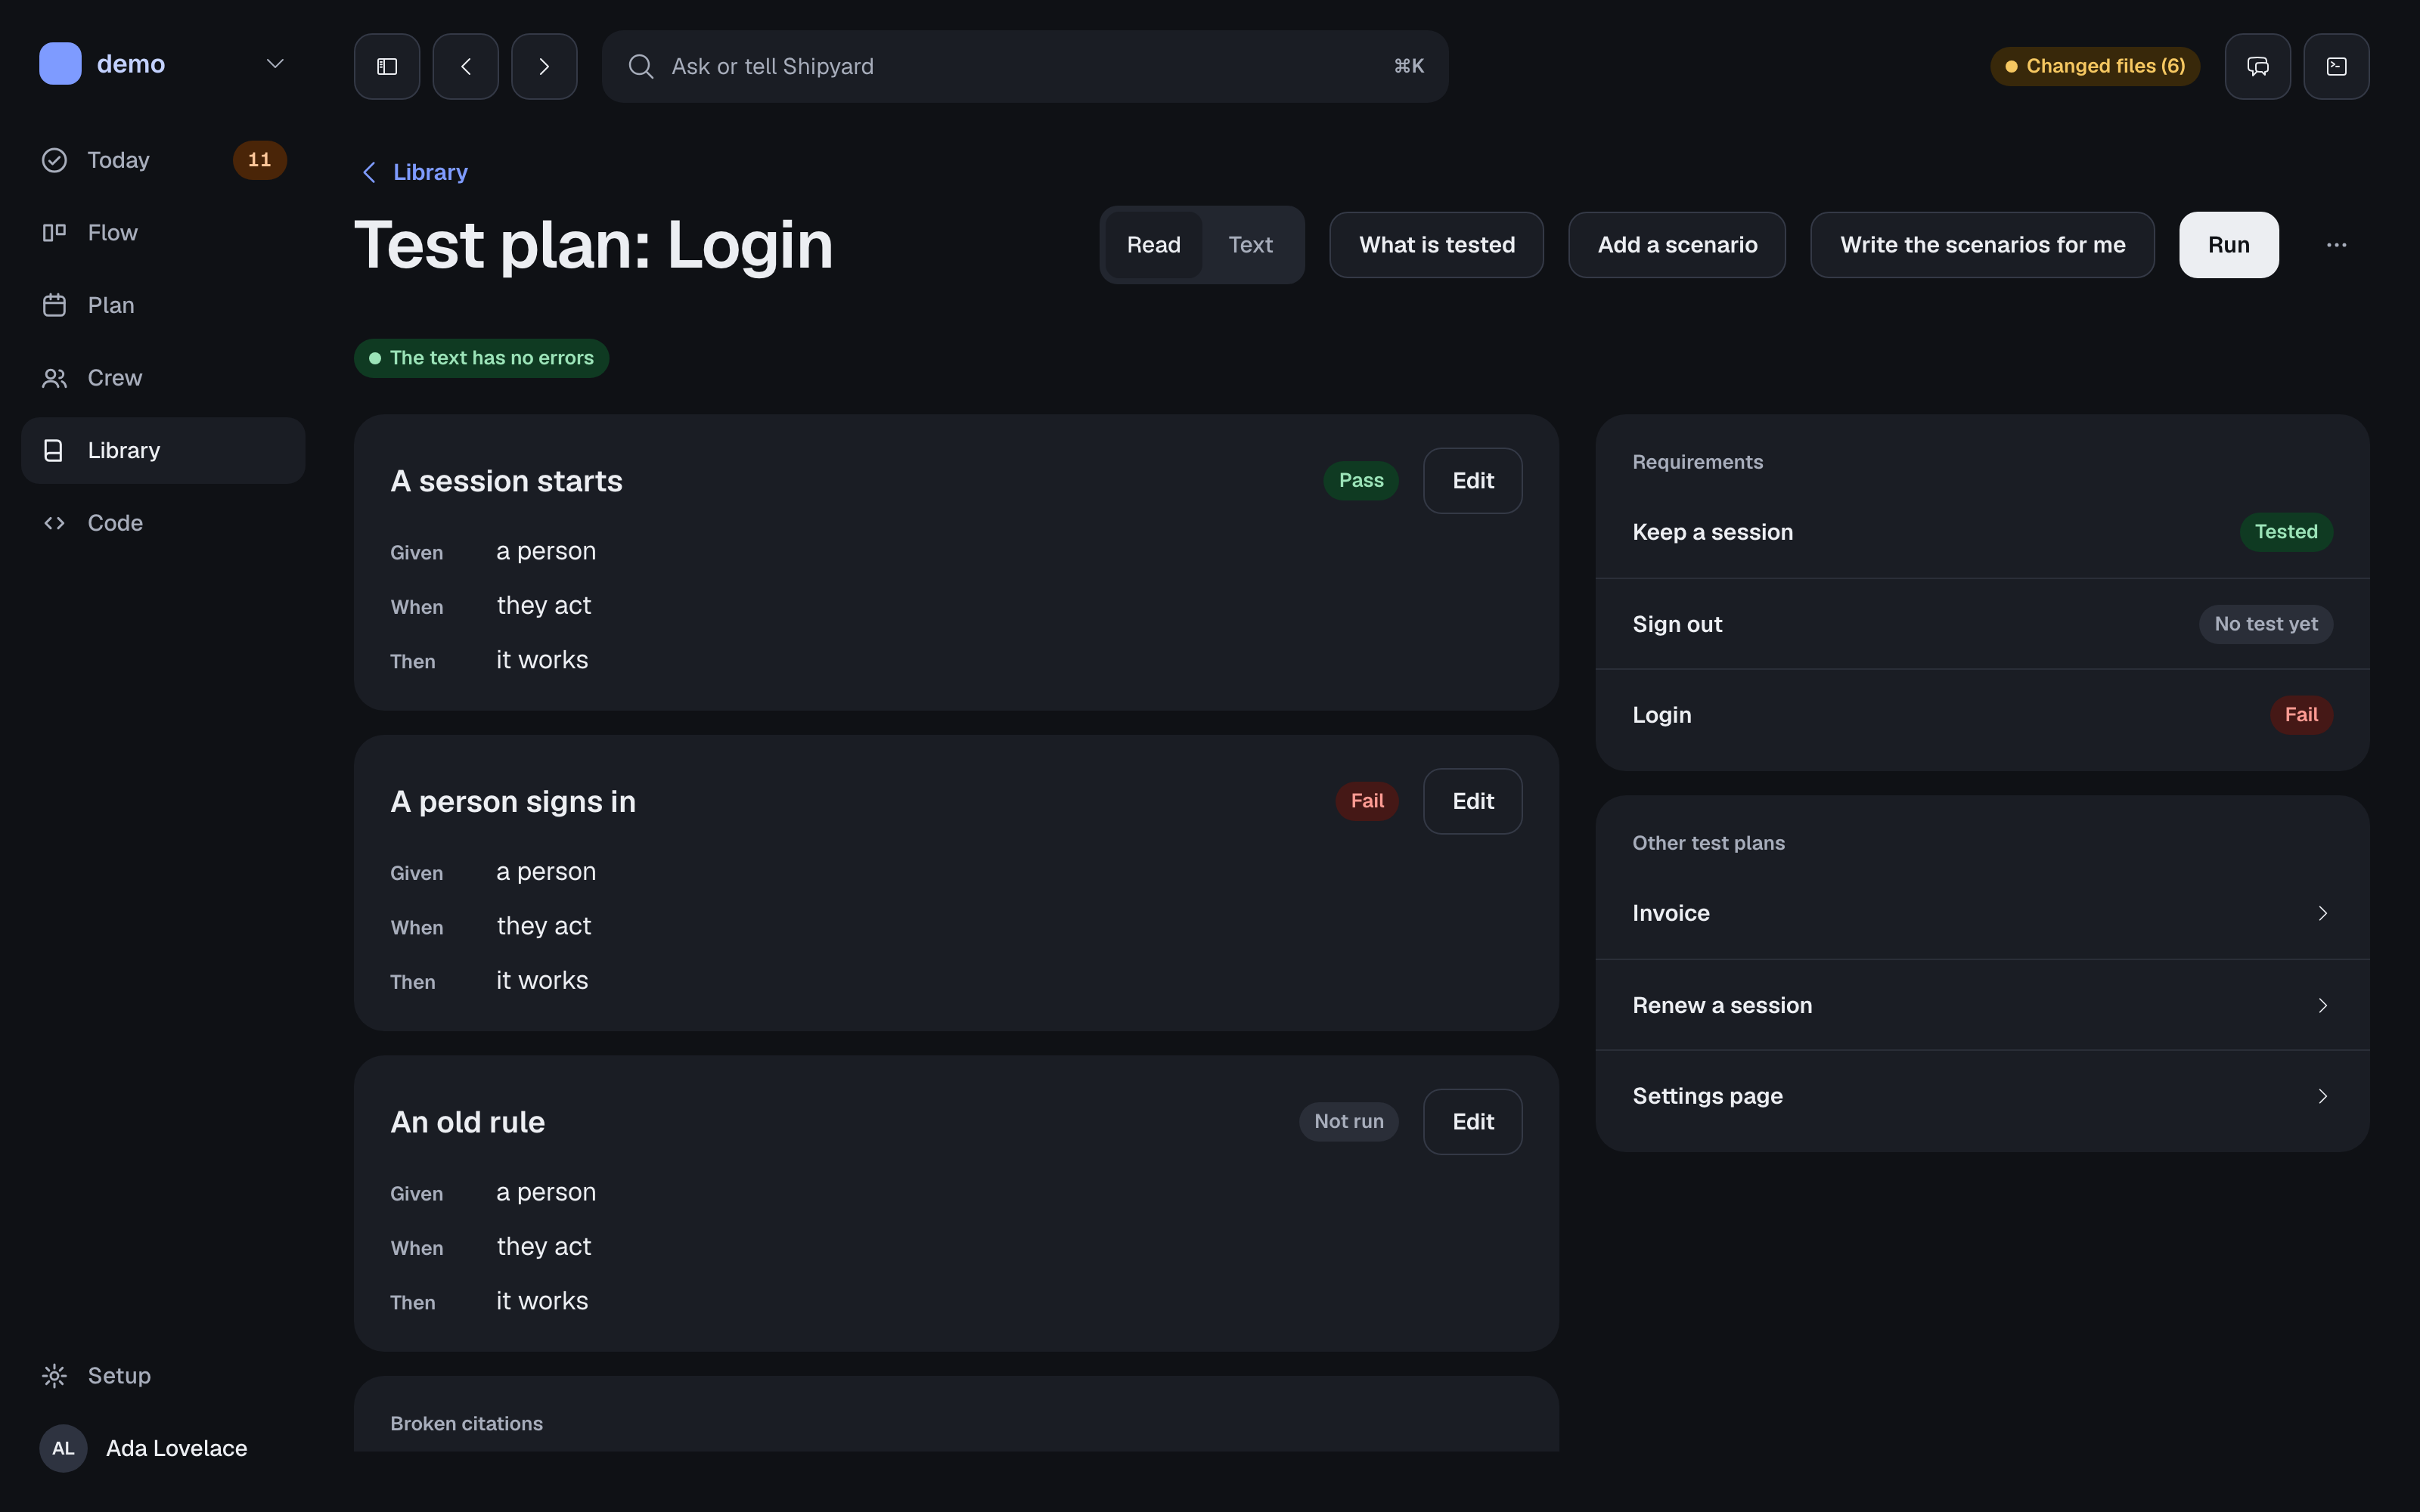 demo
Ask or tell Shipyard
⌘K
Changed files (6)
Today
11
Flow
Plan
Crew
Library
Code
Setup
AL
Ada Lovelace
Library
Test plan: Login
Read
Text
What is tested
Add a scenario
Write the scenarios for me
Run
The text has no errors
A session starts
Pass
Edit
Given a person
When they act
Then it works
A person signs in
Fail
Edit
Given a person
When they act
Then it works
An old rule
Not run
Edit
Given a person
When they act
Then it works
Broken citations
Requirements
Keep a session
Tested
Sign out
No test yet
Login
Fail
Other test plans
Invoice
Renew a session
Settings page